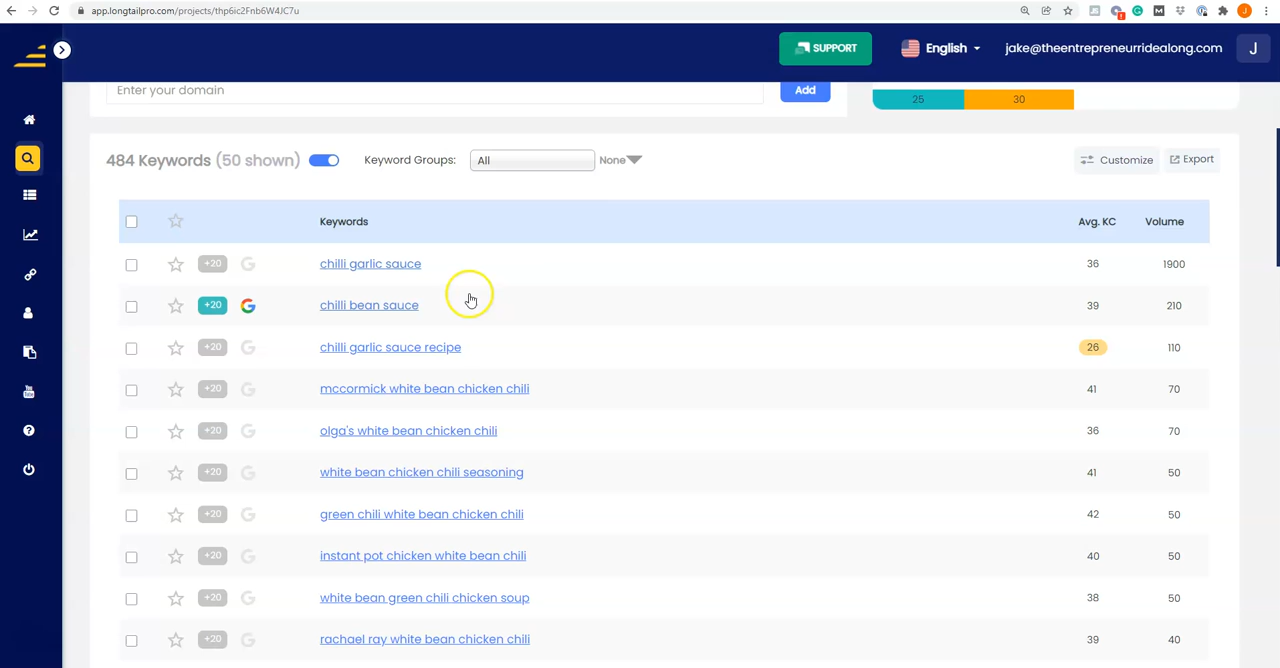 app.longtailpro.com/projects/thp6ic2Fnb6W4JC7u
SUPPORT
English
jake@theentrepreneurridealong.com
J
Enter your domain
Add
25
30
484 Keywords (50 shown)
Keyword Groups:
All
None
Customize
Export
Keywords
Avg. KC
Volume
+20 chilli garlic sauce 36 1900
+20 chilli bean sauce 39 210
+20 chilli garlic sauce recipe 26 110
+20 mccormick white bean chicken chili 41 70
+20 olga's white bean chicken chili 36 70
+20 white bean chicken chili seasoning 41 50
+20 green chili white bean chicken chili 42 50
+20 instant pot chicken white bean chili 40 50
+20 white bean green chili chicken soup 38 50
+20 rachael ray white bean chicken chili 39 40